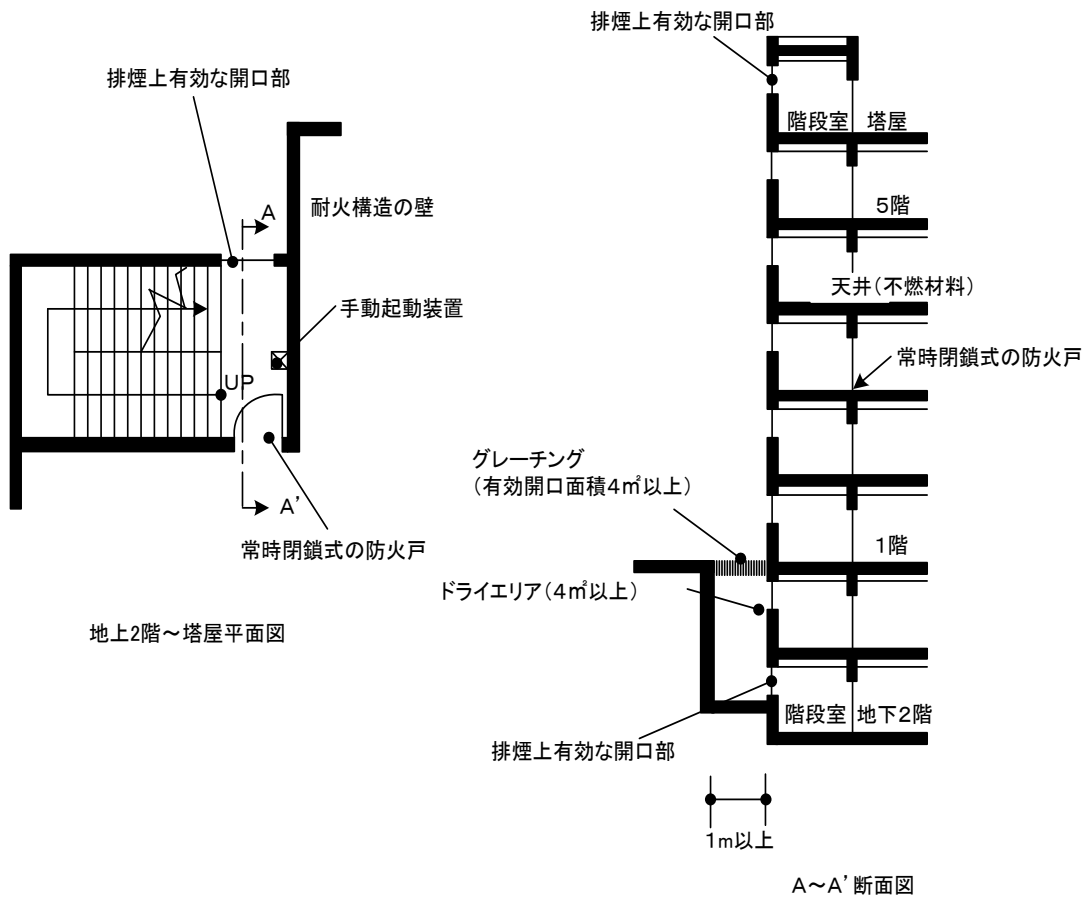 排煙上有効な開口部
A
耐火構造の壁
手動起動装置
UP
A'
常時閉鎖式の防火戸
地上2階～塔屋平面図
排煙上有効な開口部
階段室
塔屋
5階
天井(不燃材料)
常時閉鎖式の防火戸
グレーチング
(有効開口面積4㎡以上)
1階
ドライエリア(4㎡以上)
階段室
地下2階
排煙上有効な開口部
1m以上
A～A'断面図